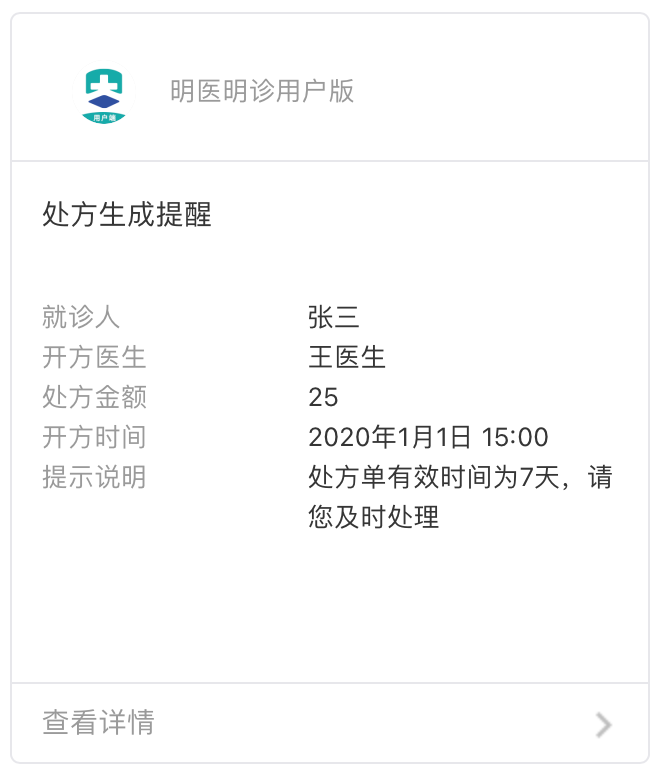 用户端
明医明诊用户版
处方生成提醒
就诊人 张三
开方医生 王医生
处方金额 25
开方时间 2020年1月1日 15:00
提示说明 处方单有效时间为7天，请
您及时处理
查看详情